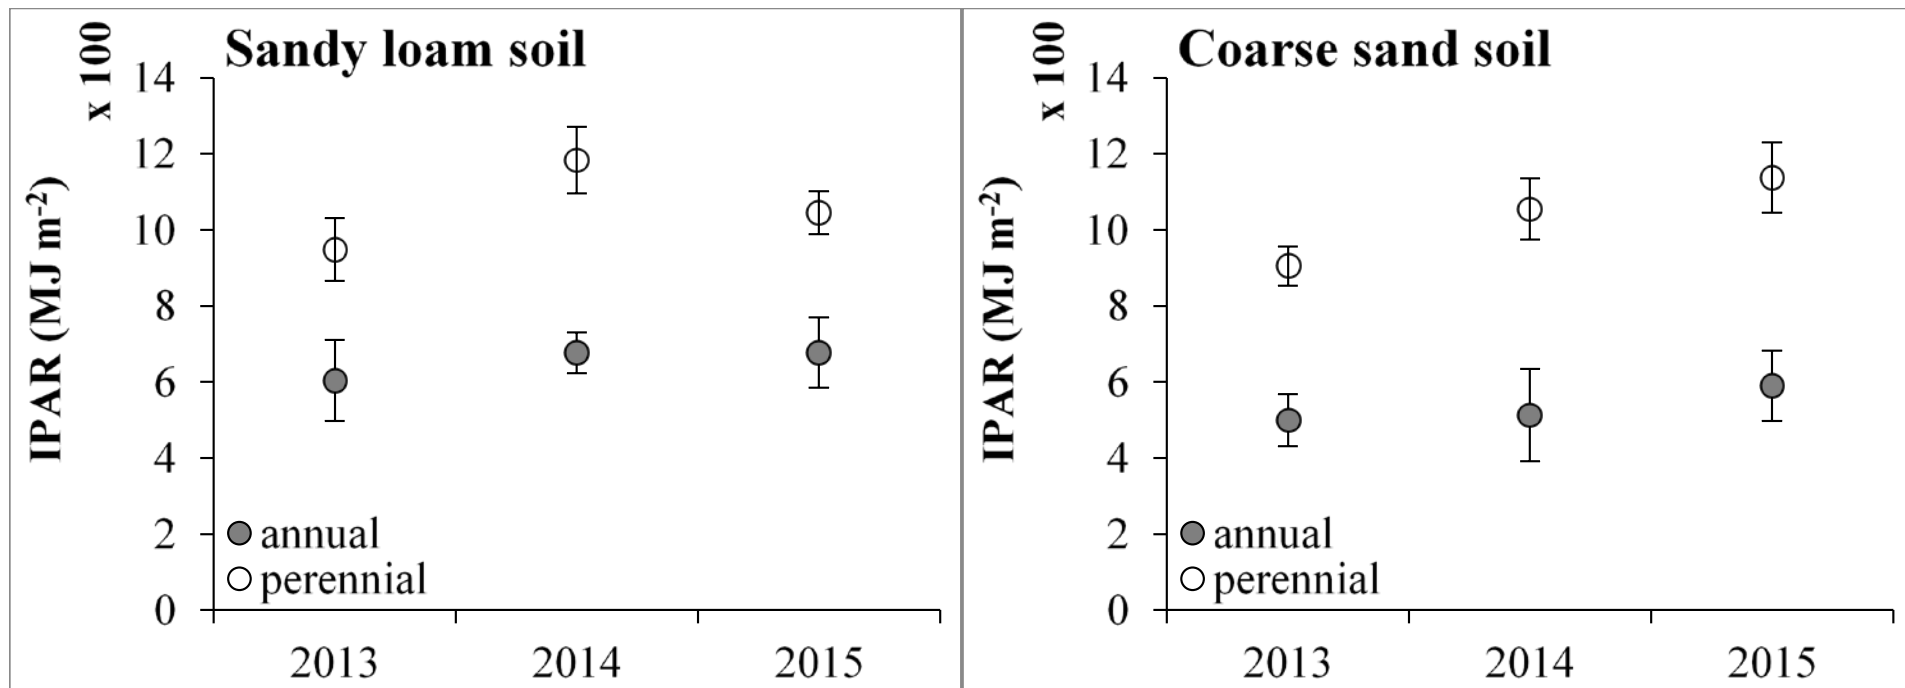 Sandy loam soil
x 100
IPAR (MJ m⁻²)
14
12
10
8
6
4
2
0
annual
perennial
2013 2014 2015
Coarse sand soil
x 100
IPAR (MJ m⁻²)
14
12
10
8
6
4
2
0
annual
perennial
2013 2014 2015